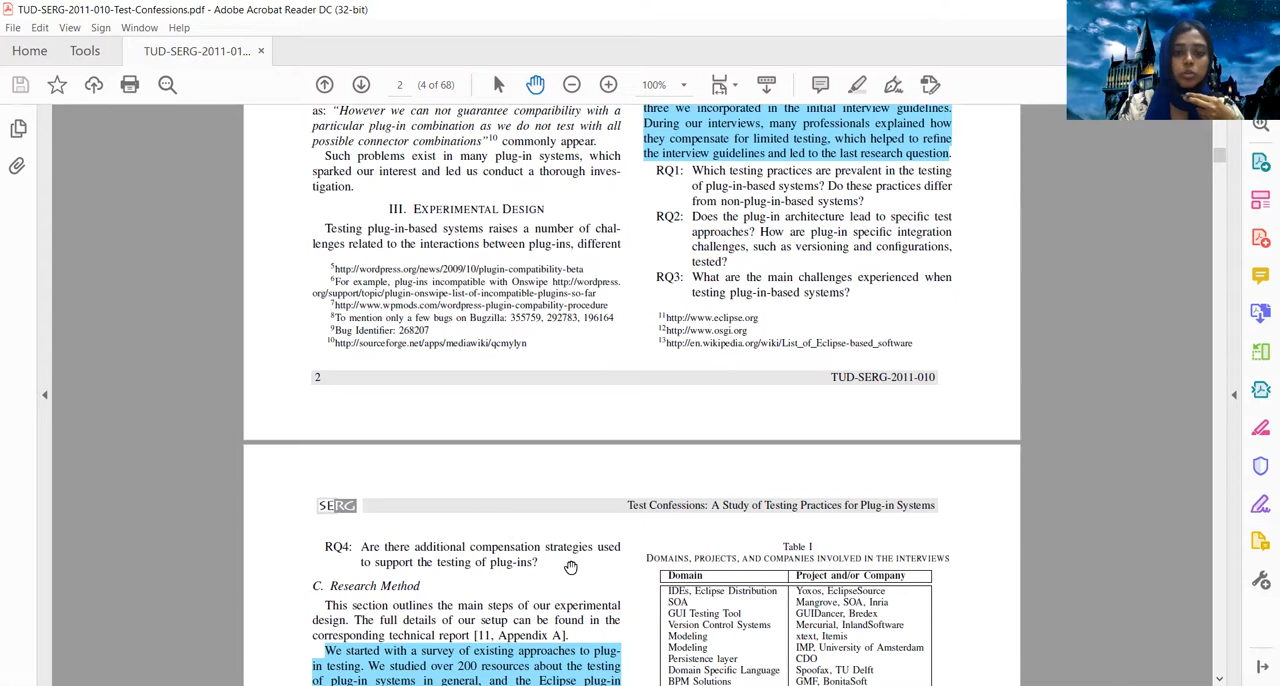 TUD-SERG-2011-010-Test-Confessions.pdf - Adobe Acrobat Reader DC (32-bit)
File Edit View Sign Window Help
Home Tools TUD-SERG-2011-01... ×
2 (4 of 68) 100%
as: “However we can not guarantee compatibility with a
particular plug-in combination as we do not test with all
possible connector combinations”10 commonly appear.
Such problems exist in many plug-in systems, which
sparked our interest and led us conduct a thorough inves-
tigation.
III. EXPERIMENTAL DESIGN
Testing plug-in-based systems raises a number of chal-
lenges related to the interactions between plug-ins, different
5http://wordpress.org/news/2009/10/plugin-compatibility-beta
6For example, plug-ins incompatible with Onswipe http://wordpress.
org/support/topic/plugin-onswipe-list-of-incompatible-plugins-so-far
7http://www.wpmods.com/wordpress-plugin-compability-procedure
8To mention only a few bugs on Bugzilla: 355759, 292783, 196164
9Bug Identifier: 268207
10http://sourceforge.net/apps/mediawiki/qcmylyn
three we incorporated in the initial interview guidelines.
During our interviews, many professionals explained how
they compensate for limited testing, which helped to refine
the interview guidelines and led to the last research question.
RQ1: Which testing practices are prevalent in the testing
of plug-in-based systems? Do these practices differ
from non-plug-in-based systems?
RQ2: Does the plug-in architecture lead to specific test
approaches? How are plug-in specific integration
challenges, such as versioning and configurations,
tested?
RQ3: What are the main challenges experienced when
testing plug-in-based systems?
11http://www.eclipse.org
12http://www.osgi.org
13http://en.wikipedia.org/wiki/List_of_Eclipse-based_software
2 TUD-SERG-2011-010
SERG Test Confessions: A Study of Testing Practices for Plug-in Systems
RQ4: Are there additional compensation strategies used
to support the testing of plug-ins?
C. Research Method
This section outlines the main steps of our experimental
design. The full details of our setup can be found in the
corresponding technical report [11, Appendix A].
We started with a survey of existing approaches to plug-
in testing. We studied over 200 resources about the testing
of plug-in systems in general, and the Eclipse plug-in
Table I
DOMAINS, PROJECTS, AND COMPANIES INVOLVED IN THE INTERVIEWS
Domain Project and/or Company
IDEs, Eclipse Distribution Yoxos, EclipseSource
SOA Mangrove, SOA, Inria
GUI Testing Tool GUIDancer, Bredex
Version Control Systems Mercurial, InlandSoftware
Modeling xtext, Itemis
Modeling IMP, University of Amsterdam
Persistence layer CDO
Domain Specific Language Spoofax, TU Delft
BPM Solutions GMF, BonitaSoft